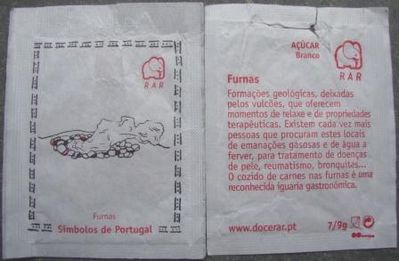 RAR
Furnas
Símbolos de Portugal
AÇÚCAR
Branco
RAR
Furnas
Formações geológicas, deixadas
pelos vulcões, que oferecem
momentos de relaxe e de propriedades
terapêuticas. Existem cada vez mais
pessoas que procuram estes locais
de emanações gasosas e de água a
ferver, para tratamento de doenças
de pele, reumatismo, bronquites...
O cozido de carnes nas furnas é uma
reconhecida iguaria gastronómica.
www.docerar.pt 7/9g